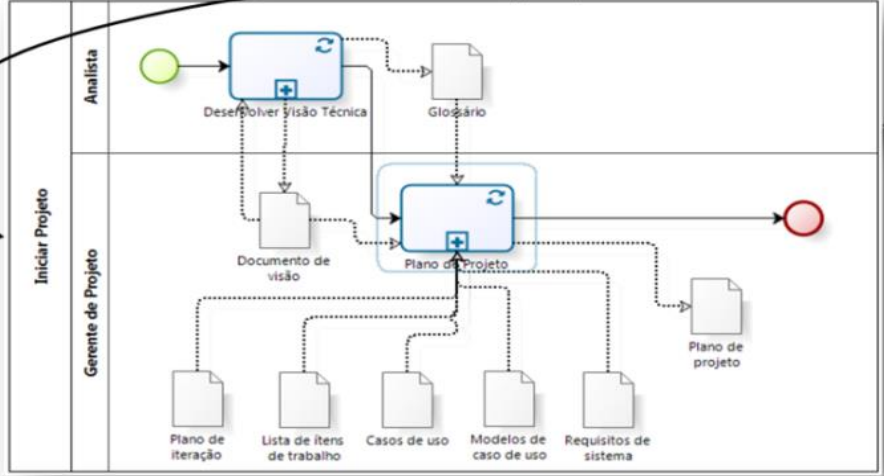 Iniciar Projeto
Analista
Desenvolver Visão Técnica
Glossário
Gerente de Projeto
Documento de
visão
Plano de Projeto
Plano de
projeto
Plano de
iteração
Lista de ítens
de trabalho
Casos de uso
Modelos de
caso de uso
Requisitos de
sistema